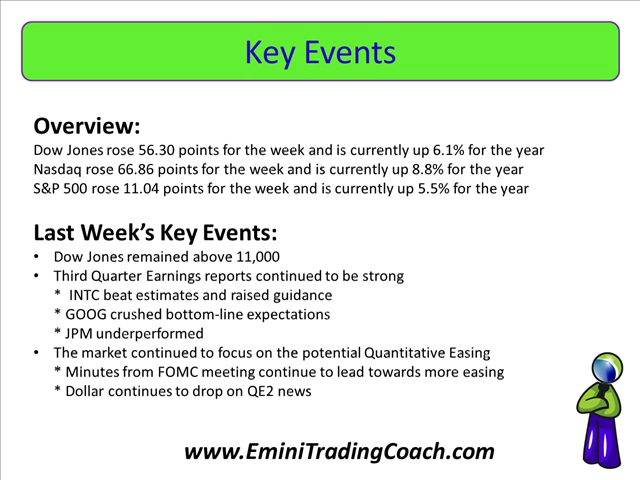 Key Events
Overview:
Dow Jones rose 56.30 points for the week and is currently up 6.1% for the year
Nasdaq rose 66.86 points for the week and is currently up 8.8% for the year
S&P 500 rose 11.04 points for the week and is currently up 5.5% for the year
Last Week’s Key Events:
• Dow Jones remained above 11,000
• Third Quarter Earnings reports continued to be strong
* INTC beat estimates and raised guidance
* GOOG crushed bottom-line expectations
* JPM underperformed
• The market continued to focus on the potential Quantitative Easing
* Minutes from FOMC meeting continue to lead towards more easing
* Dollar continues to drop on QE2 news
www.EminiTradingCoach.com